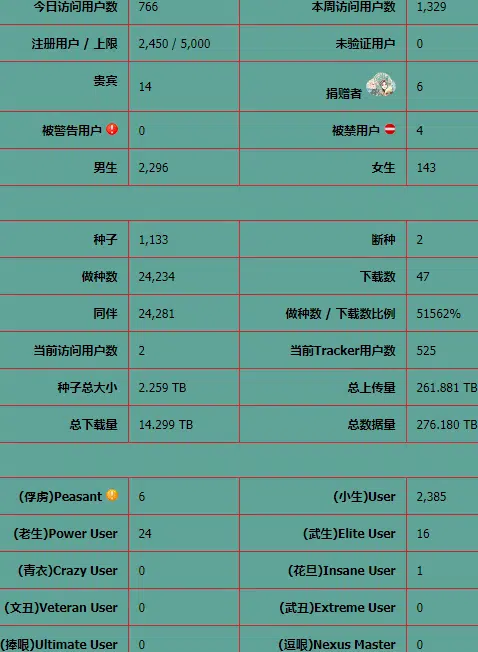 今日访问用户数 766 本周访问用户数 1,329
注册用户 / 上限 2,450 / 5,000 未验证用户 0
贵宾 14 捐赠者 6
被警告用户 0 被禁用户 4
男生 2,296 女生 143
种子 1,133 断种 2
做种数 24,234 下载数 47
同伴 24,281 做种数 / 下载数比例 51562%
当前访问用户数 2 当前Tracker用户数 525
种子总大小 2.259 TB 总上传量 261.881 TB
总下载量 14.299 TB 总数据量 276.180 TB
(俘虏)Peasant 6 (小生)User 2,385
(老生)Power User 24 (武生)Elite User 16
(青衣)Crazy User 0 (花旦)Insane User 1
(文丑)Veteran User 0 (武丑)Extreme User 0
(捧哏)Ultimate User 0 (逗哏)Nexus Master 0